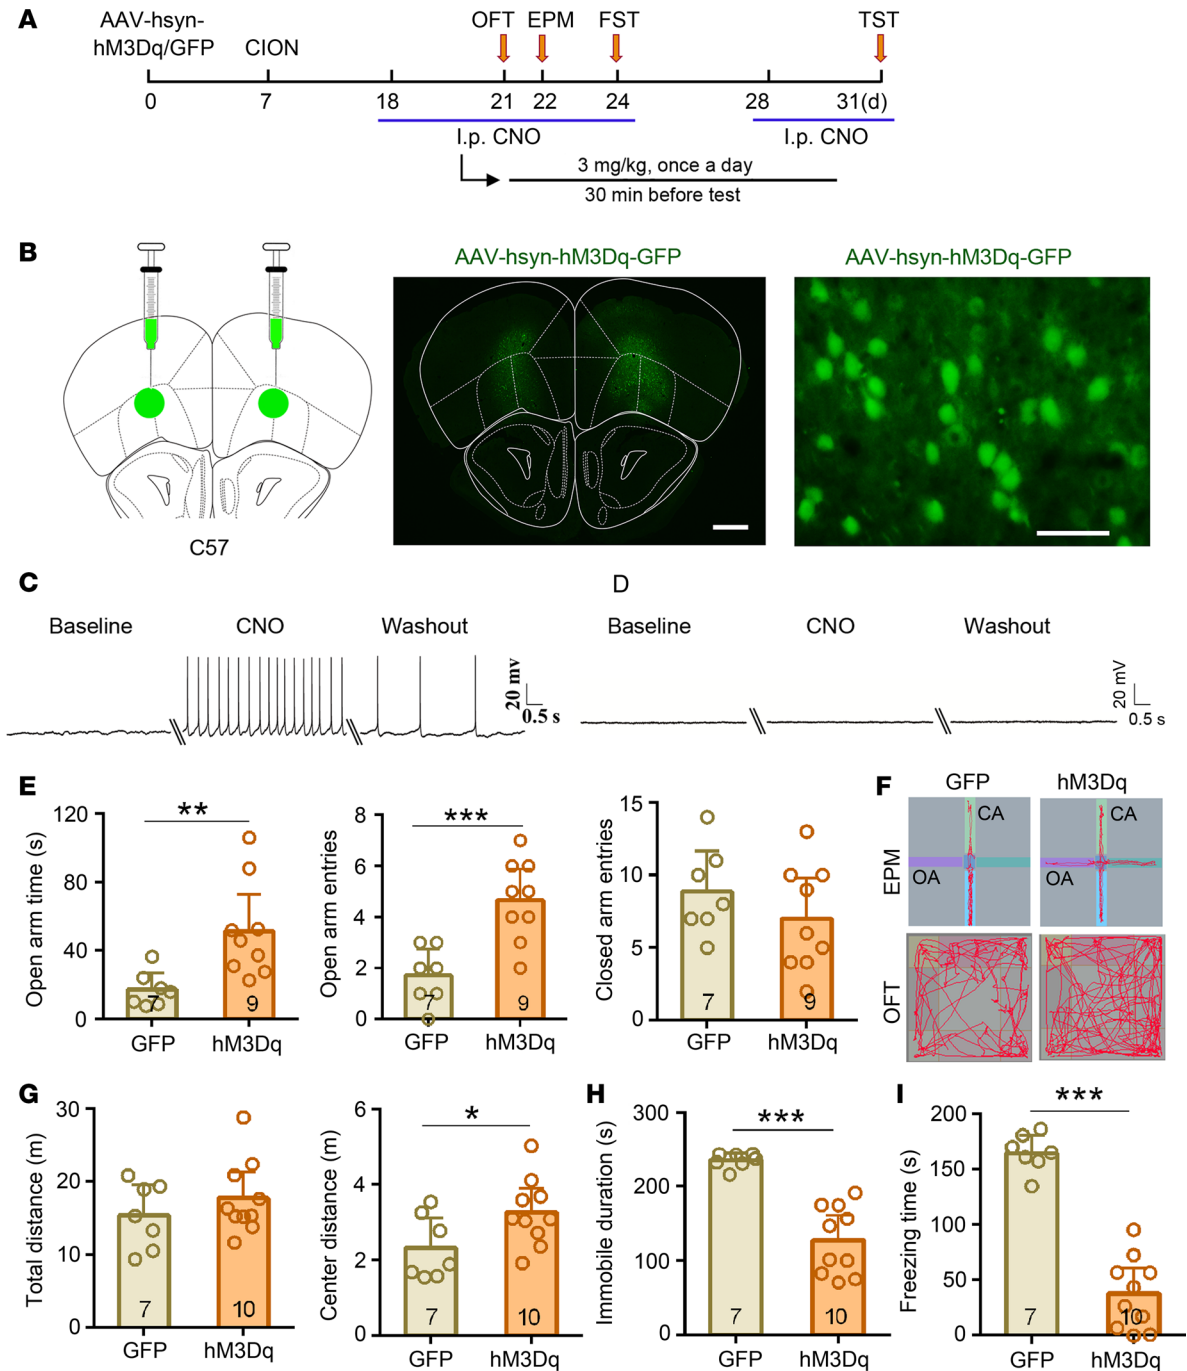 A
AAV-hsyn-
hM3Dq/GFP
CION
OFT
EPM
FST
TST
0
7
18
21
22
24
28
31(d)
I.p. CNO
I.p. CNO
3 mg/kg, once a day
30 min before test
B
AAV-hsyn-hM3Dq-GFP
AAV-hsyn-hM3Dq-GFP
C57
C
D
Baseline
CNO
Washout
Baseline
CNO
Washout
20 mv
0.5 s
20 mV
0.5 s
E
Open arm time (s)
120
80
40
0
**
7
9
GFP
hM3Dq
Open arm entries
8
6
4
2
0
***
7
9
GFP
hM3Dq
Closed arm entries
15
10
5
0
7
9
GFP
hM3Dq
F
GFP
hM3Dq
EPM
CA
OA
CA
OA
OFT
G
Total distance (m)
30
20
10
0
7
10
GFP
hM3Dq
Center distance (m)
6
4
2
0
*
7
10
GFP
hM3Dq
H
Immobile duration (s)
300
200
100
0
***
7
10
GFP
hM3Dq
I
Freezing time (s)
200
150
100
50
0
***
7
10
GFP
hM3Dq